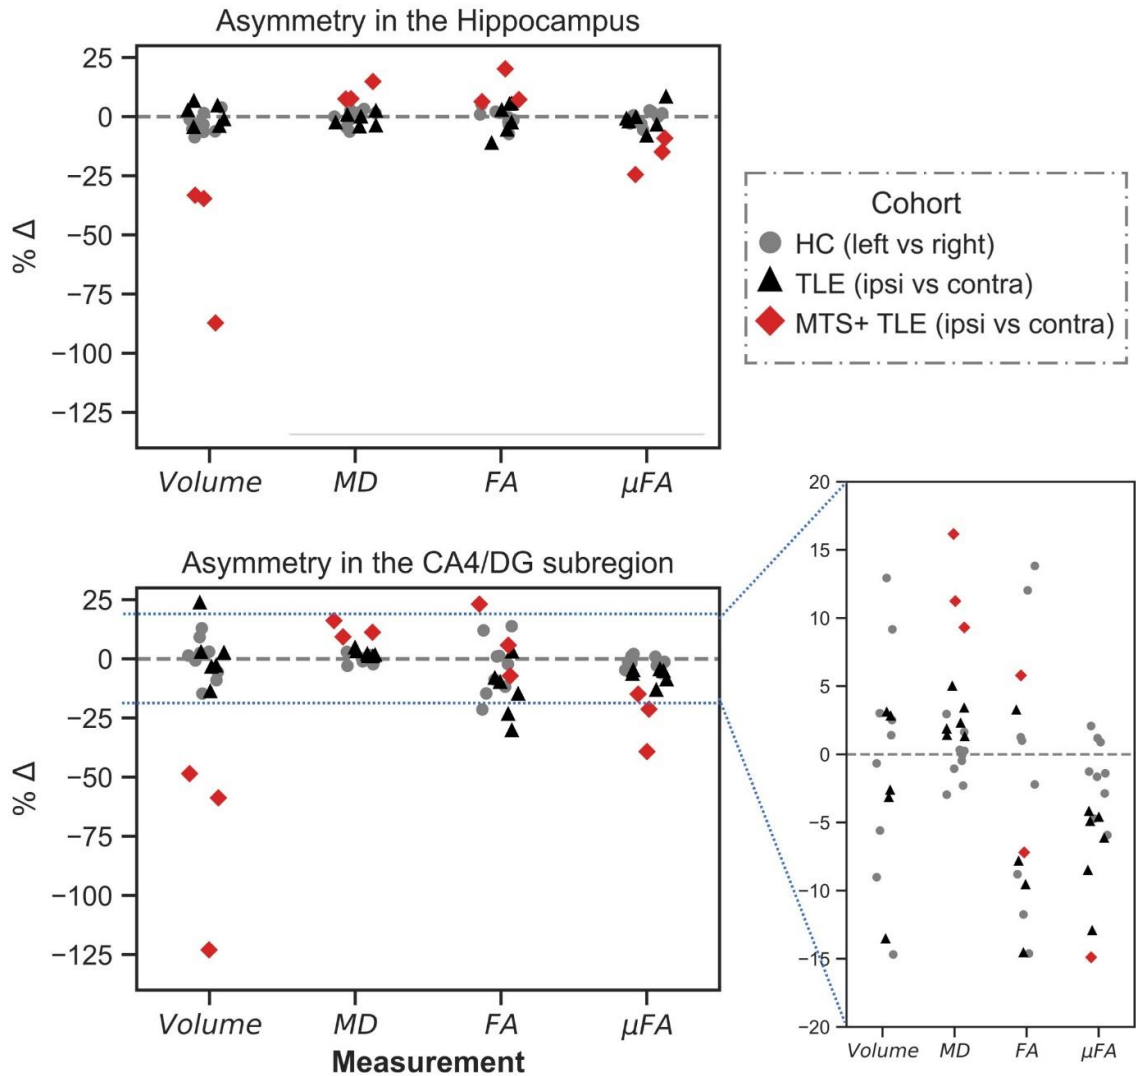 Asymmetry in the Hippocampus
25
0
−25
−50
−75
−100
−125
% Δ
Volume MD FA μFA
Cohort
HC (left vs right)
TLE (ipsi vs contra)
MTS+ TLE (ipsi vs contra)
Asymmetry in the CA4/DG subregion
25
0
−25
−50
−75
−100
−125
% Δ
Volume MD FA μFA
Measurement
20
15
10
5
0
−5
−10
−15
−20
Volume MD FA μFA